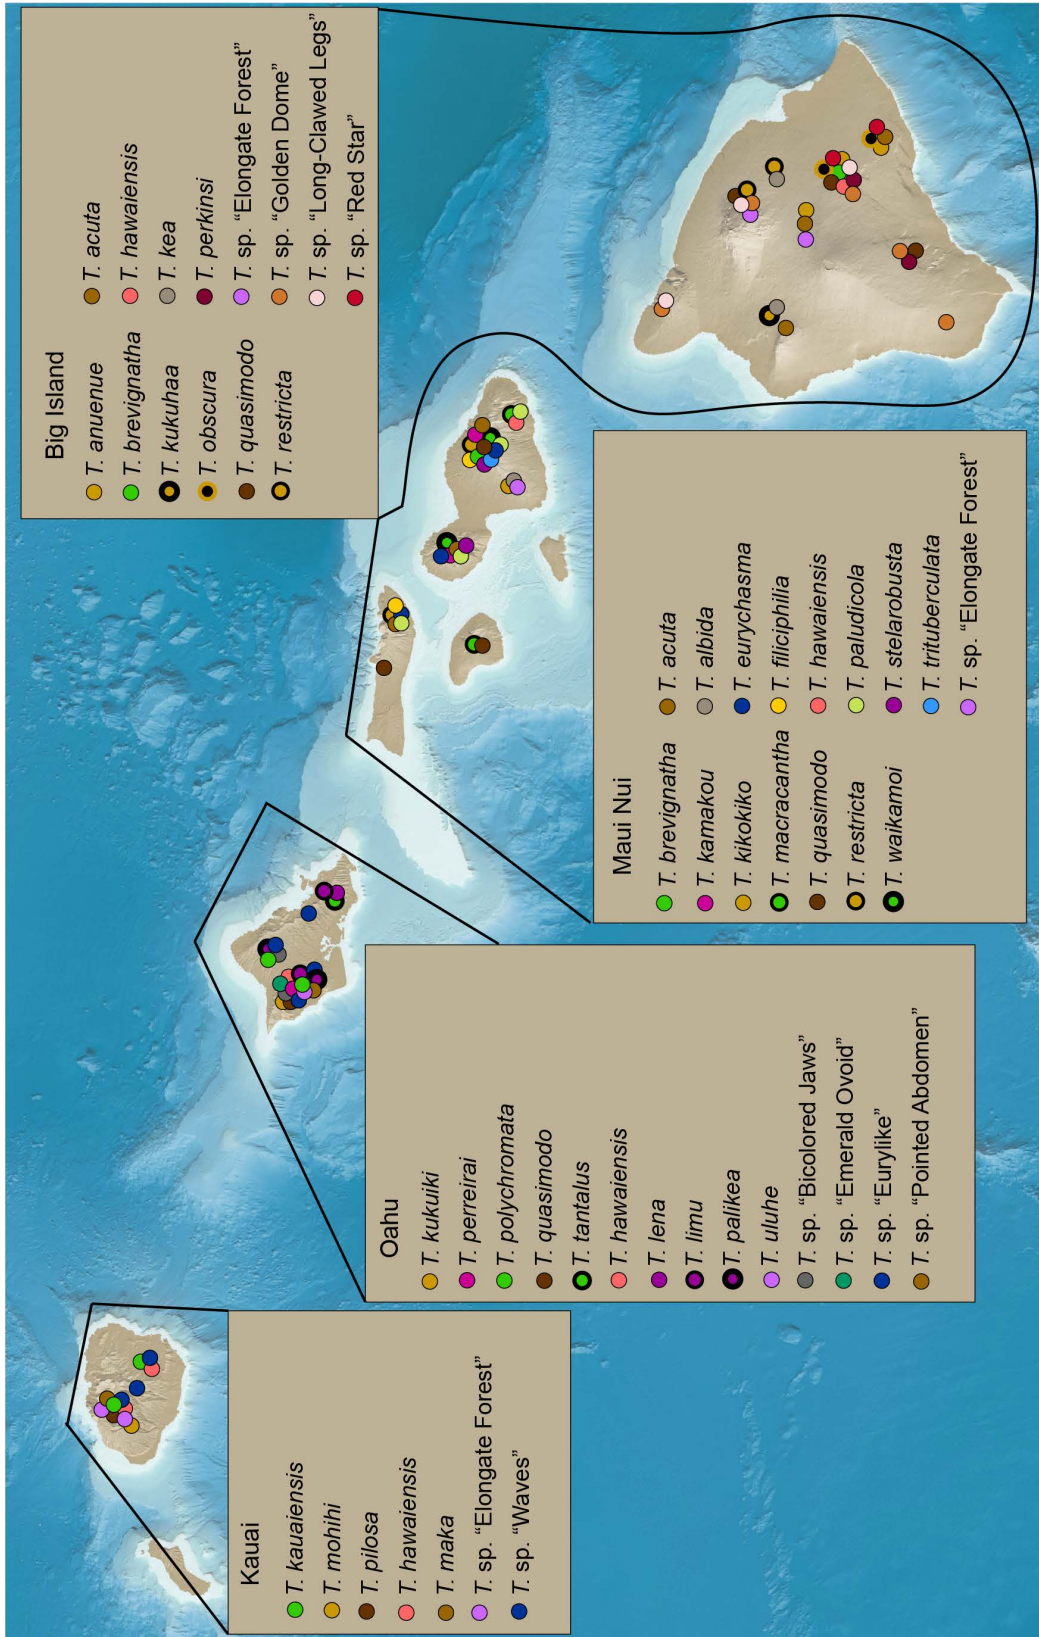 Kauai
T. kauaiensis
T. mohihi
T. pilosa
T. hawaiensis
T. maka
T. sp. “Elongate Forest”
T. sp. “Waves”
Oahu
T. kukuiki
T. perreirai
T. polychromata
T. quasimodo
T. tantalus
T. hawaiensis
T. lena
T. limu
T. palikea
T. uluhe
T. sp. “Bicolored Jaws”
T. sp. “Emerald Ovoid”
T. sp. “Eurylike”
T. sp. “Pointed Abdomen”
Maui Nui
T. brevignatha
T. kamakou
T. kikokiko
T. macracantha
T. quasimodo
T. restricta
T. waikamoi
T. acuta
T. albida
T. eurychasma
T. filiciphilia
T. hawaiensis
T. paludicola
T. stelarobusta
T. trituberculata
T. sp. “Elongate Forest”
Big Island
T. anuenue
T. brevignatha
T. kukuhaa
T. obscura
T. quasimodo
T. restricta
T. acuta
T. hawaiensis
T. kea
T. perkinsi
T. sp. “Elongate Forest”
T. sp. “Golden Dome”
T. sp. “Long-Clawed Legs”
T. sp. “Red Star”